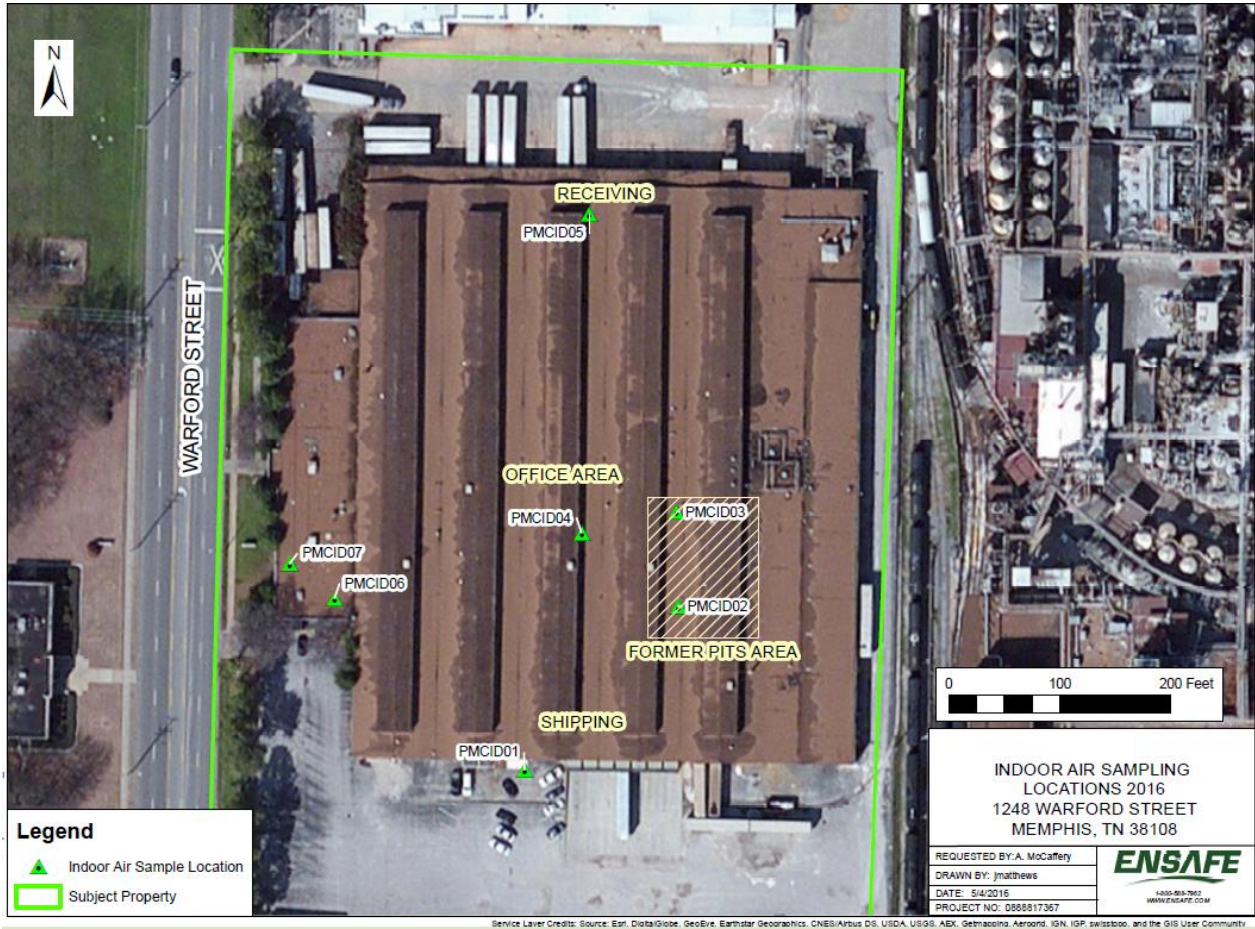 N
RECEIVING
PMCID05
WARFORD STREET
OFFICE AREA
PMCID04
PMCID03
PMCID07
PMCID06
PMCID02
FORMER PITS AREA
SHIPPING
PMCID01
0 100 200 Feet
INDOOR AIR SAMPLING
LOCATIONS 2016
1248 WARFORD STREET
MEMPHIS, TN 38108
Legend
Indoor Air Sample Location
Subject Property
REQUESTED BY: A. McCaffery
DRAWN BY: jmatthews
DATE: 5/4/2016
PROJECT NO: 0888817367
ENSAFE
1-800-588-7962
WWW.ENSAFE.COM
Service Layer Credits: Source: Esri, DigitalGlobe, GeoEye, Earthstar Geographics, CNES/Airbus DS, USDA, USGS, AEX, Getmapping, Aerogrid, IGN, IGP, swisstopo, and the GIS User Community